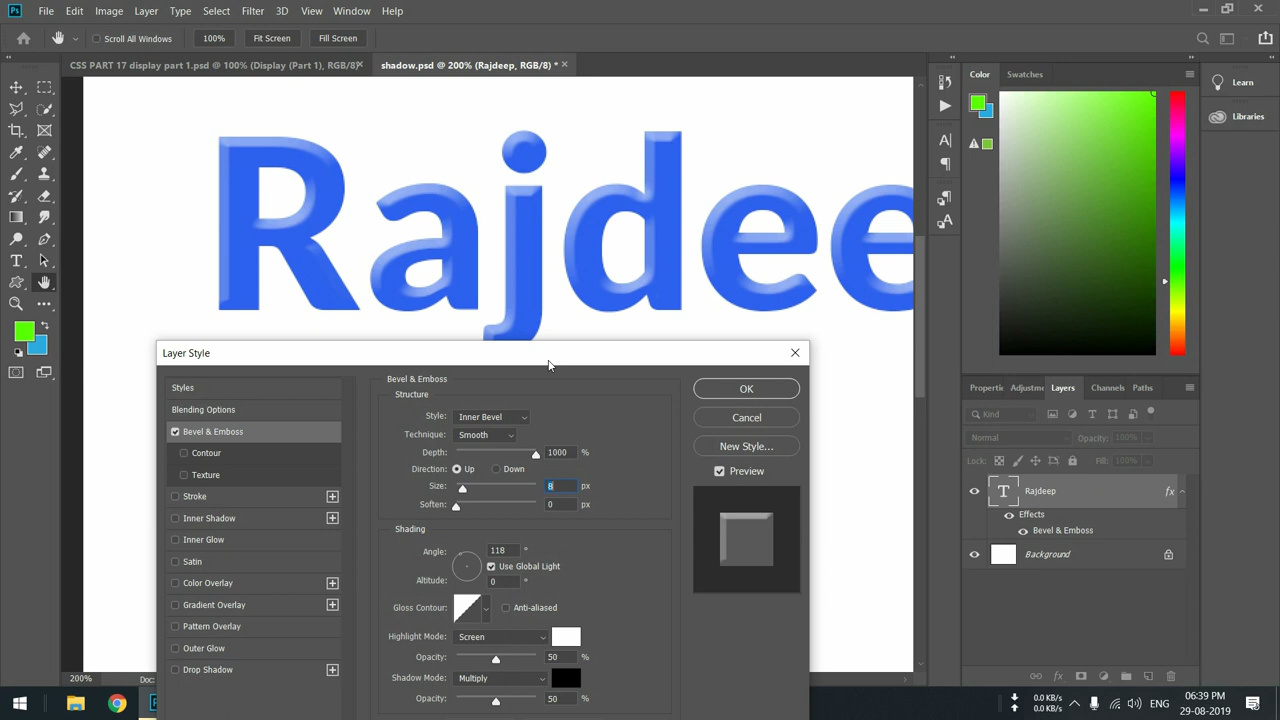 Ps File Edit Image Layer Type Select Filter 3D View Window Help
Scroll All Windows 100% Fit Screen Fill Screen
CSS PART 17 display part 1.psd @ 100% (Display (Part 1), RGB/8) shadow.psd @ 200% (Rajdeep, RGB/8) *
Rajdee
Color Swatches
Learn
Libraries
Layer Style
Styles
Blending Options
Bevel & Emboss
Contour
Texture
Stroke
Inner Shadow
Inner Glow
Satin
Color Overlay
Gradient Overlay
Pattern Overlay
Outer Glow
Drop Shadow
Bevel & Emboss
Structure
Style: Inner Bevel
Technique: Smooth
Depth: 1000 %
Direction: Up Down
Size: 8 px
Soften: 0 px
Shading
Angle: 118 °
Use Global Light
Altitude: 0 °
Gloss Contour: Anti-aliased
Highlight Mode: Screen
Opacity: 50 %
Shadow Mode: Multiply
Opacity: 50 %
OK
Cancel
New Style...
Preview
Properti Adjustme Layers Channels Paths
Kind
Normal Opacity: 100%
Lock: Fill: 100%
T Rajdeep fx
Effects
Bevel & Emboss
Background
200% Doc:
0.0 KB/s
0.0 KB/s
ENG
06:39 PM
29-08-2019